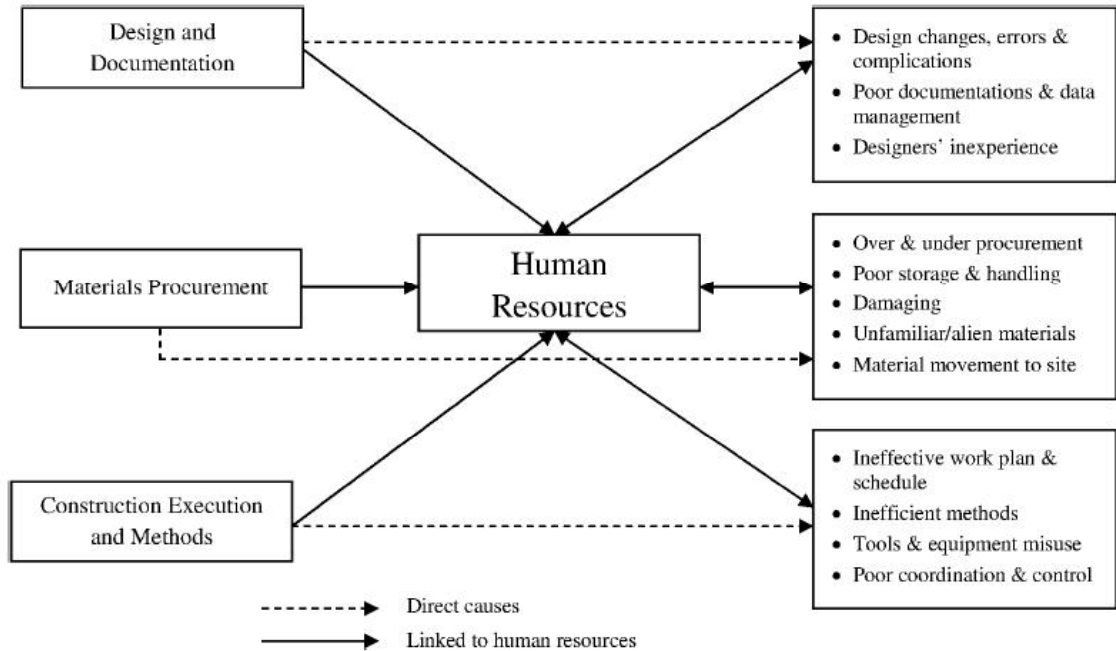 Design and
Documentation
• Design changes, errors &
complications
• Poor documentations & data
management
• Designers’ inexperience
Materials Procurement
Human
Resources
• Over & under procurement
• Poor storage & handling
• Damaging
• Unfamiliar/alien materials
• Material movement to site
Construction Execution
and Methods
• Ineffective work plan &
schedule
• Inefficient methods
• Tools & equipment misuse
• Poor coordination & control
Direct causes
Linked to human resources